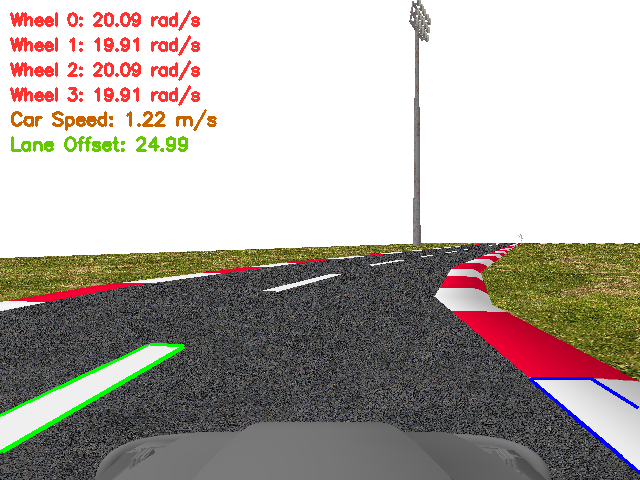 Wheel 0: 20.09 rad/s
Wheel 1: 19.91 rad/s
Wheel 2: 20.09 rad/s
Wheel 3: 19.91 rad/s
Car Speed: 1.22 m/s
Lane Offset: 24.99